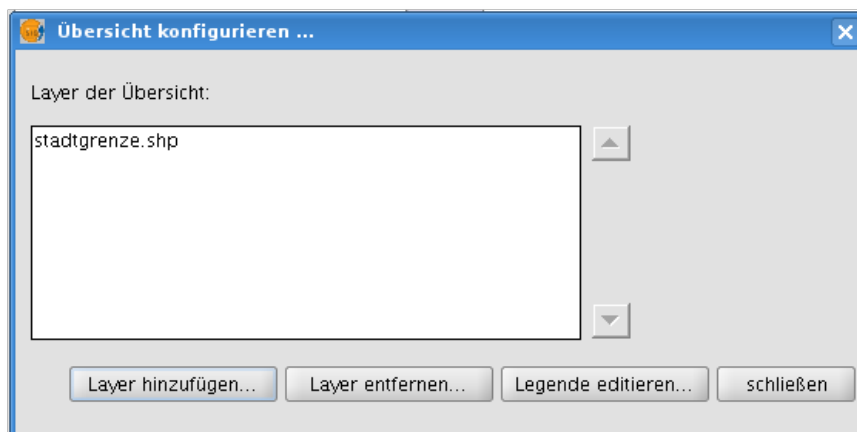 Übersicht konfigurieren ...
Layer der Übersicht:
stadtgrenze.shp
Layer hinzufügen...
Layer entfernen...
Legende editieren...
schließen